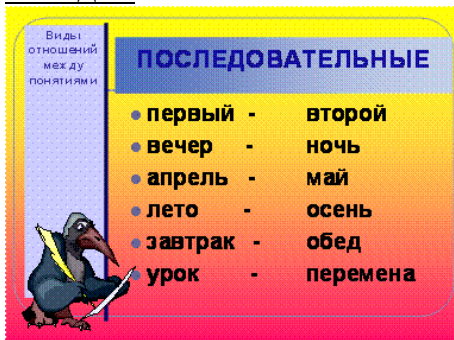 Виды
отношений
между
понятиями
ПОСЛЕДОВАТЕЛЬНЫЕ
первый - второй
вечер - ночь
апрель - май
лето - осень
завтрак - обед
урок - перемена